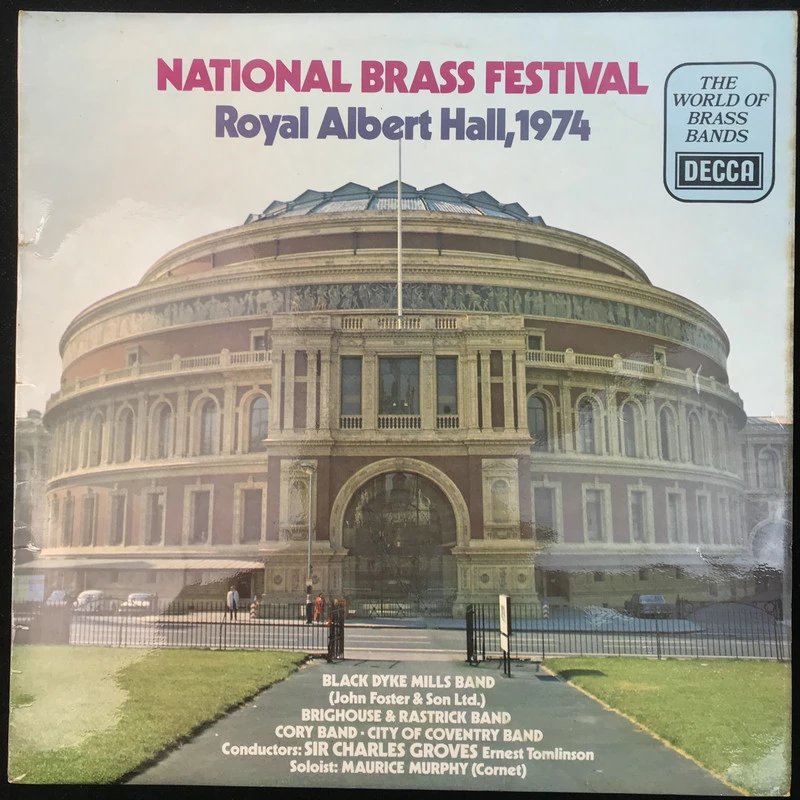 NATIONAL BRASS FESTIVAL
Royal Albert Hall, 1974
THE
WORLD OF
BRASS
BANDS
DECCA
BLACK DYKE MILLS BAND
(John Foster & Son Ltd.)
BRIGHOUSE & RASTRICK BAND
CORY BAND · CITY OF COVENTRY BAND
Conductors: SIR CHARLES GROVES Ernest Tomlinson
Soloist: MAURICE MURPHY (Cornet)